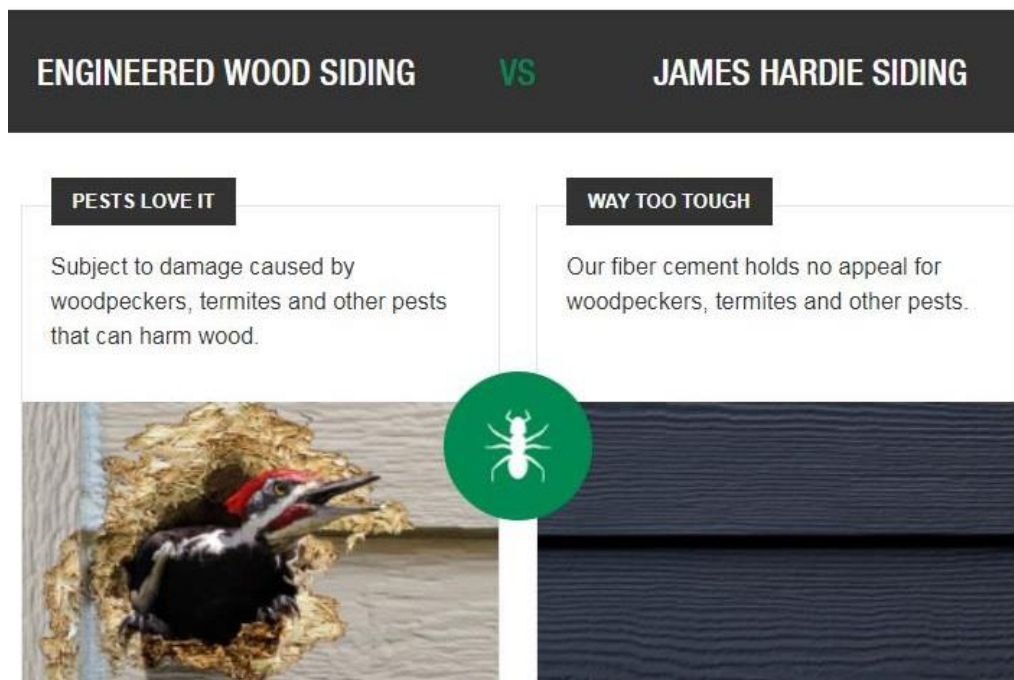 ENGINEERED WOOD SIDING VS JAMES HARDIE SIDING
PESTS LOVE IT
Subject to damage caused by
woodpeckers, termites and other pests
that can harm wood.
WAY TOO TOUGH
Our fiber cement holds no appeal for
woodpeckers, termites and other pests.